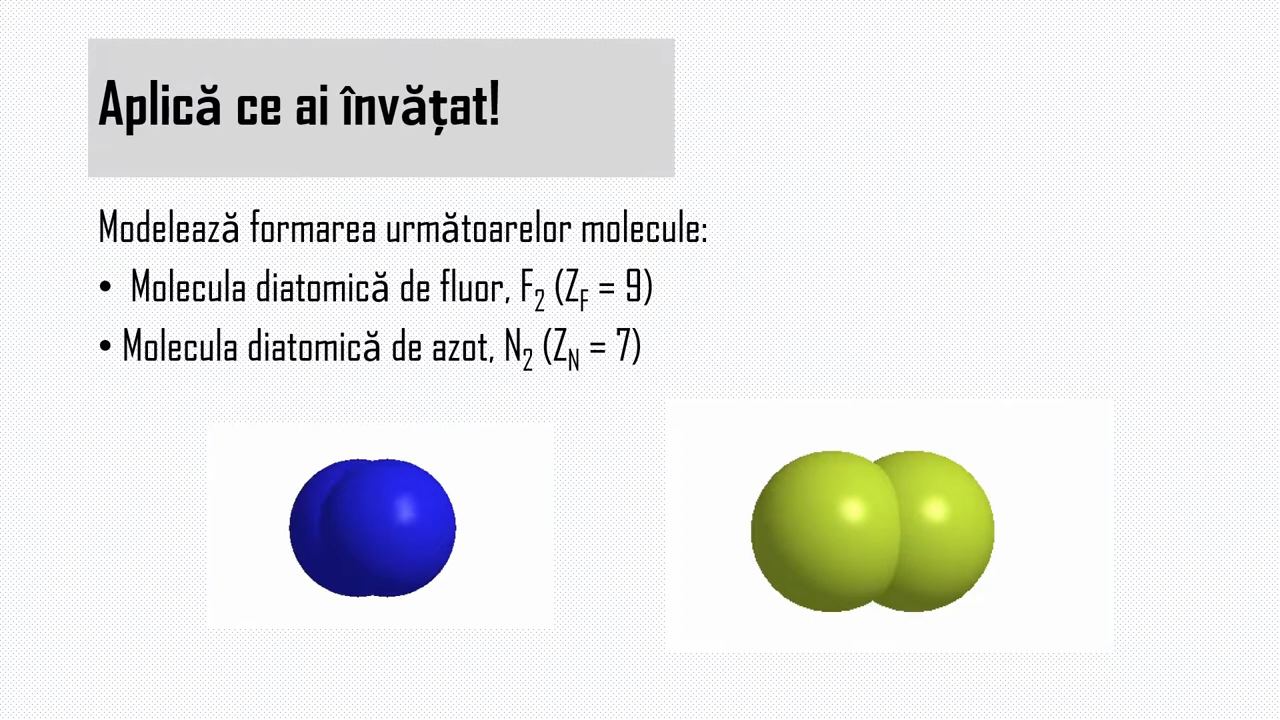 Aplică ce ai învățat!
Modelează formarea următoarelor molecule:
• Molecula diatomică de fluor, F₂ (Z_F = 9)
• Molecula diatomică de azot, N₂ (Z_N = 7)